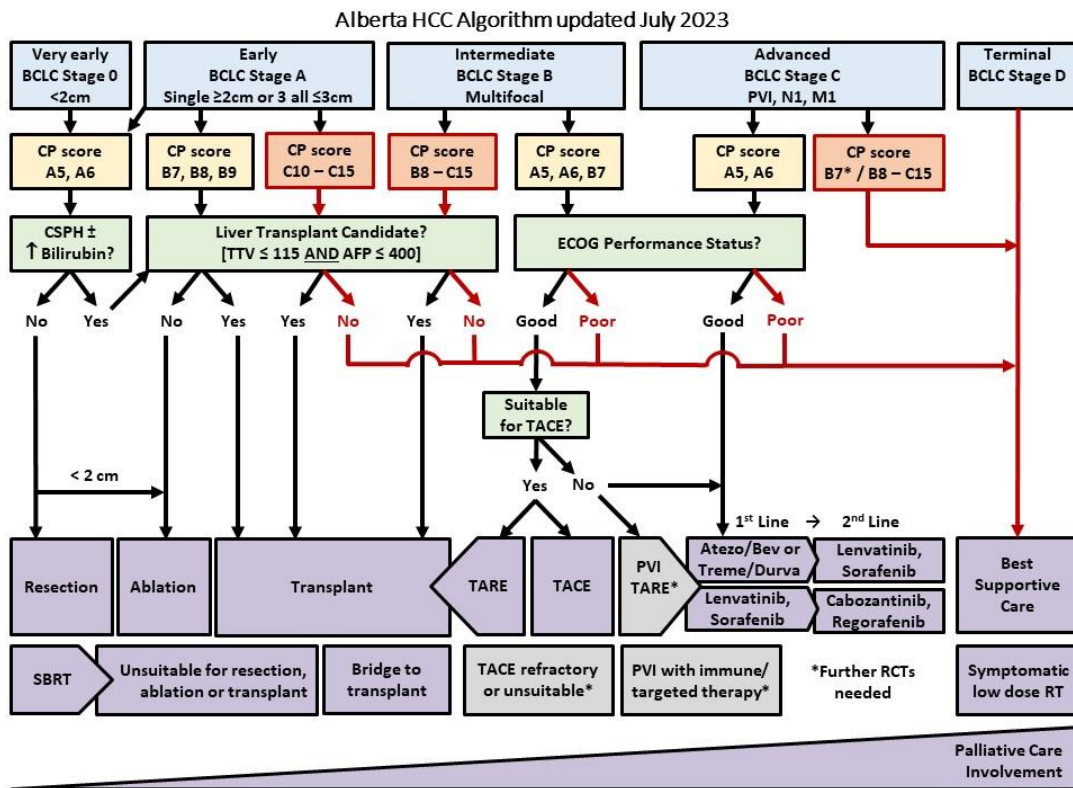 Alberta HCC Algorithm updated July 2023
Very early
BCLC Stage 0
<2cm
Early
BCLC Stage A
Single ≥2cm or 3 all ≤3cm
Intermediate
BCLC Stage B
Multifocal
Advanced
BCLC Stage C
PVI, N1, M1
Terminal
BCLC Stage D
CP score
A5, A6
CP score
B7, B8, B9
CP score
C10 – C15
CP score
B8 – C15
CP score
A5, A6, B7
CP score
A5, A6
CP score
B7* / B8 – C15
CSPH ±
↑ Bilirubin?
Liver Transplant Candidate?
[TTV ≤ 115 AND AFP ≤ 400]
ECOG Performance Status?
No
Yes
No
Yes
Yes
No
Yes
No
Good
Poor
Good
Poor
Suitable
for TACE?
< 2 cm
Yes
No
1st Line → 2nd Line
Resection
Ablation
Transplant
TARE
TACE
PVI
TARE*
Atezo/Bev or
Treme/Durva
Lenvatinib,
Sorafenib
Lenvatinib,
Sorafenib
Cabozantinib,
Regorafenib
Best
Supportive
Care
SBRT
Unsuitable for resection,
ablation or transplant
Bridge to
transplant
TACE refractory
or unsuitable*
PVI with immune/
targeted therapy*
*Further RCTs
needed
Symptomatic
low dose RT
Palliative Care
Involvement